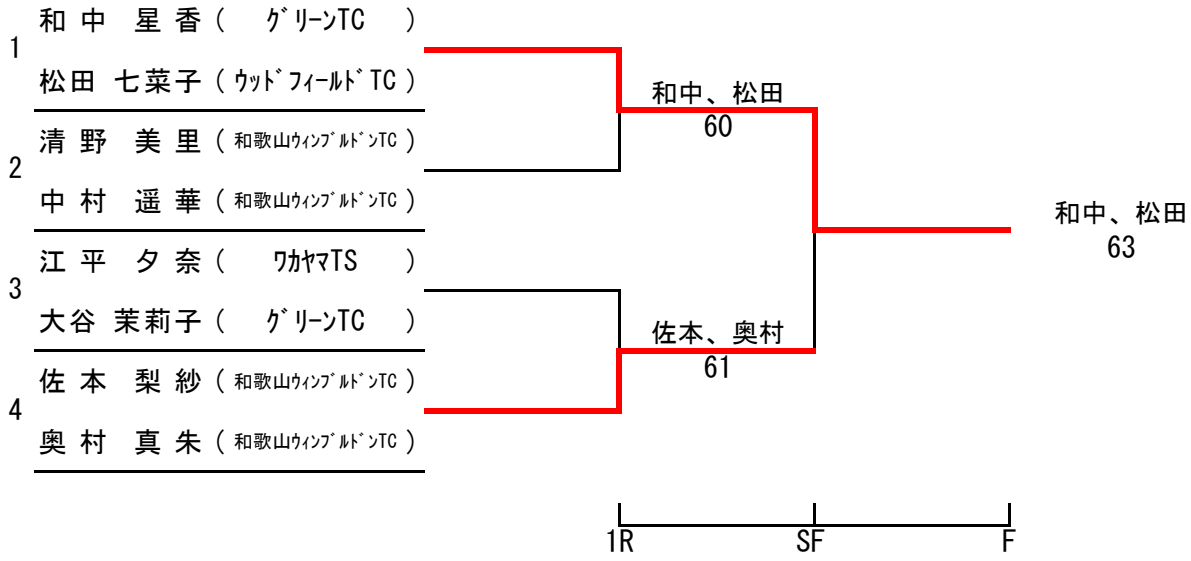 1
和中 星香 ( ｸﾞﾘｰﾝTC )
松田 七菜子 ( ｳｯﾄﾞﾌｨｰﾙﾄﾞTC )
2
清野 美里 ( 和歌山ｳｨﾝﾌﾞﾙﾄﾞﾝTC )
中村 遥華 ( 和歌山ｳｨﾝﾌﾞﾙﾄﾞﾝTC )
3
江平 夕奈 ( ﾜｶﾔﾏTS )
大谷 茉莉子 ( ｸﾞﾘｰﾝTC )
4
佐本 梨紗 ( 和歌山ｳｨﾝﾌﾞﾙﾄﾞﾝTC )
奥村 真朱 ( 和歌山ｳｨﾝﾌﾞﾙﾄﾞﾝTC )
和中、松田
60
佐本、奥村
61
和中、松田
63
1R SF F